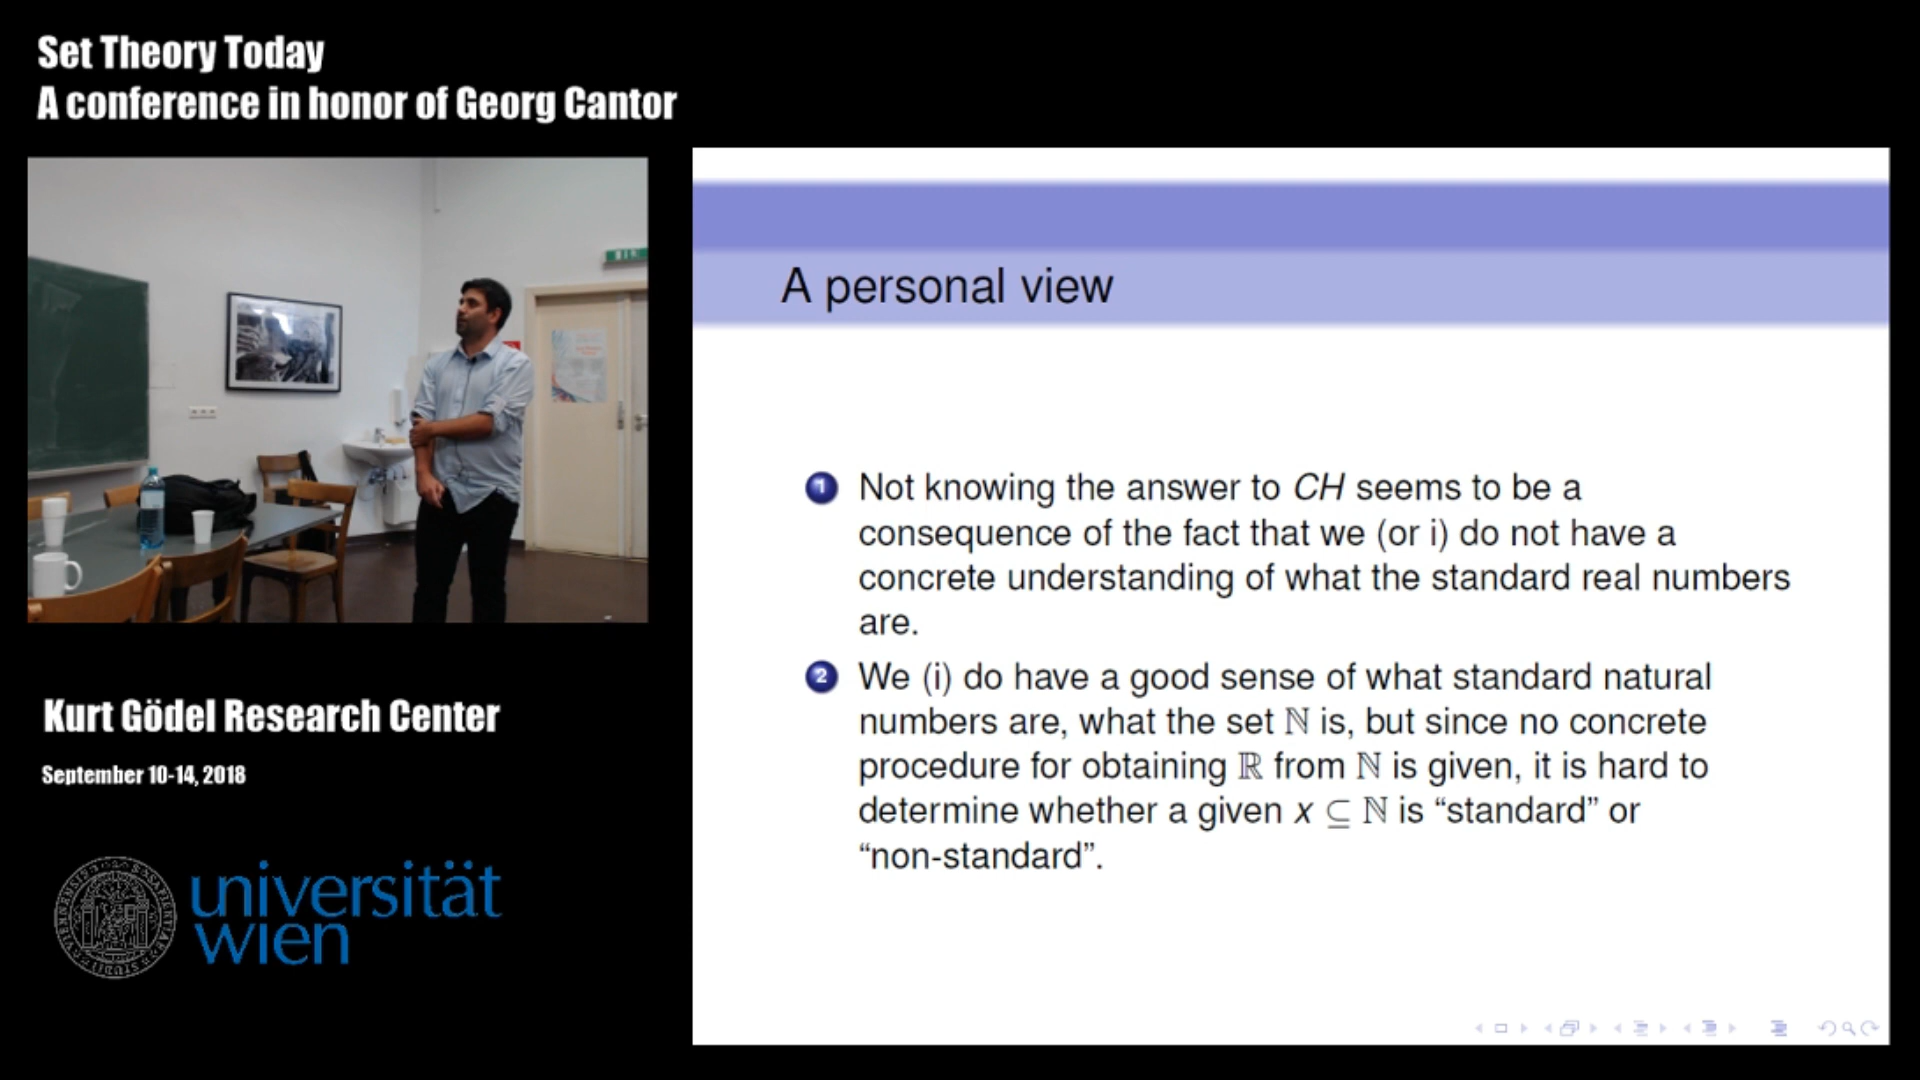 Set Theory Today
A conference in honor of Georg Cantor
A personal view
1 Not knowing the answer to CH seems to be a
consequence of the fact that we (or i) do not have a
concrete understanding of what the standard real numbers
are.
2 We (i) do have a good sense of what standard natural
numbers are, what the set ℕ is, but since no concrete
procedure for obtaining ℝ from ℕ is given, it is hard to
determine whether a given x ⊆ ℕ is “standard” or
“non-standard”.
Kurt Gödel Research Center
September 10-14, 2018
universität
wien